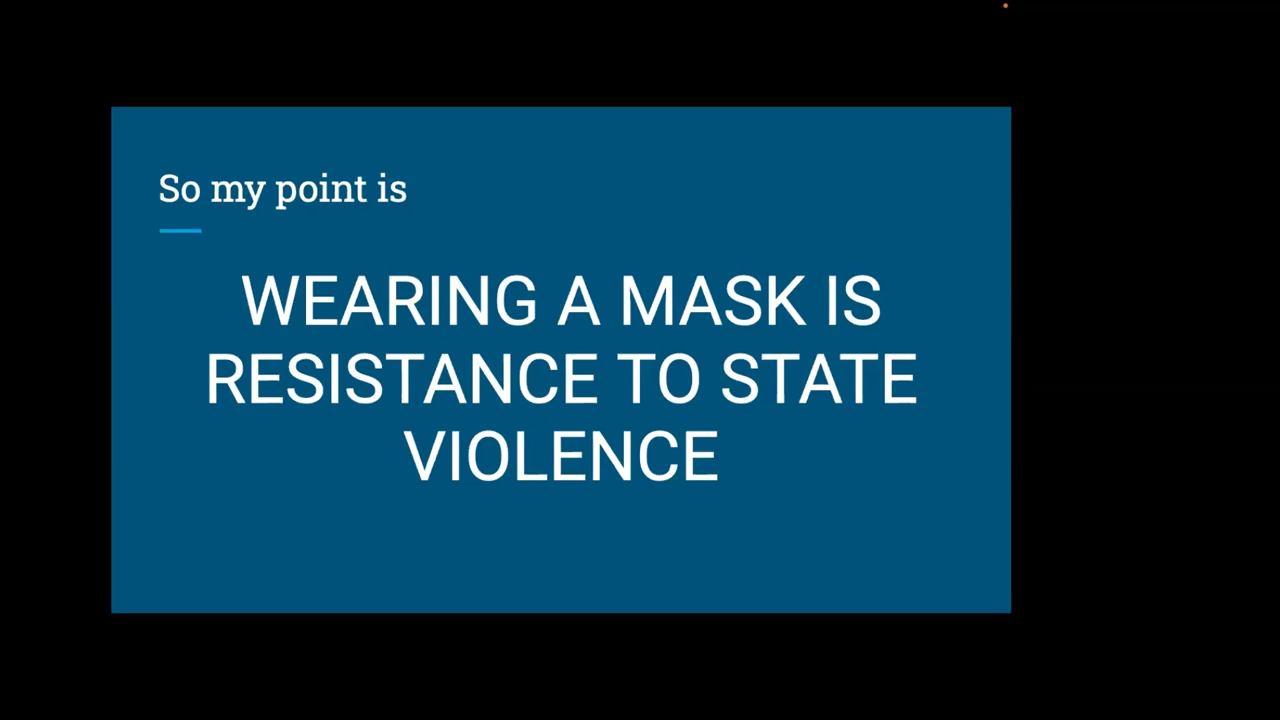 So my point is
WEARING A MASK IS
RESISTANCE TO STATE
VIOLENCE